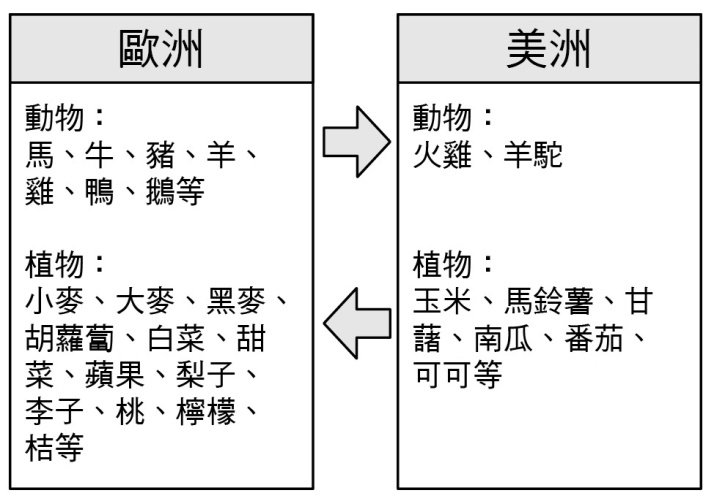 歐洲
動物：
馬、牛、豬、羊、
雞、鴨、鵝等
植物：
小麥、大麥、黑麥、
胡蘿蔔、白菜、甜
菜、蘋果、梨子、
李子、桃、檸檬、
桔等
美洲
動物：
火雞、羊駝
植物：
玉米、馬鈴薯、甘
藷、南瓜、番茄、
可可等